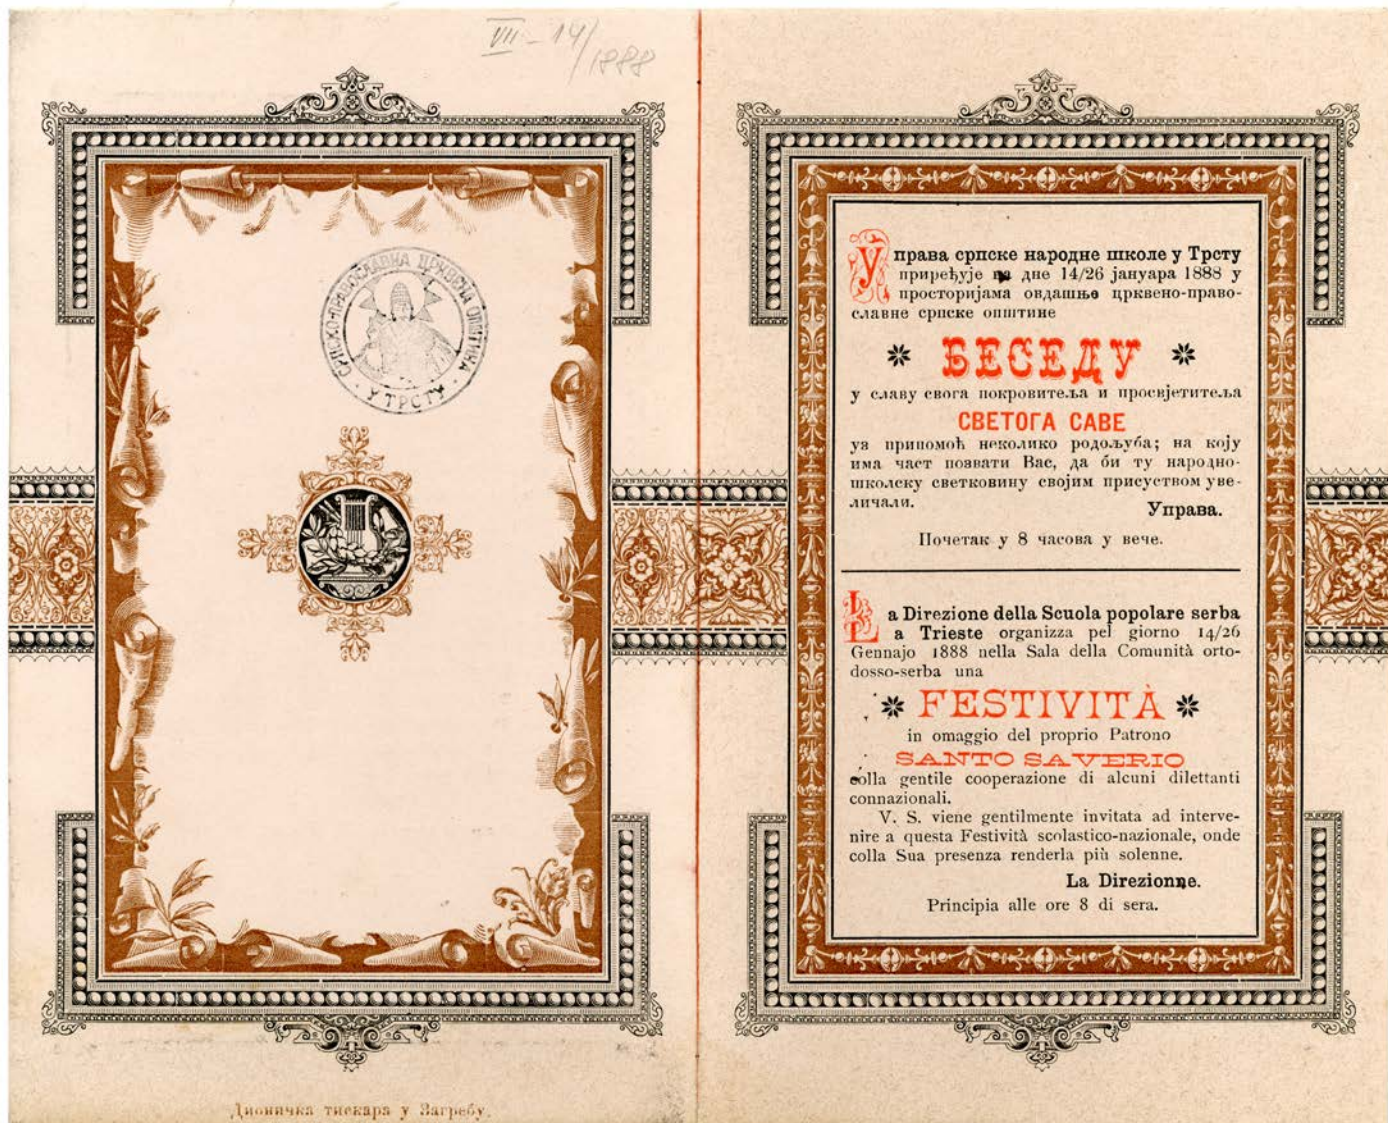 VII - 14/1888
СРПСКО-ПРАВОСЛАВНА ЦРКВЕНА ОПШТИНА
· У ТРСТУ ·
Дионичка тискара у Загребу.
Управа српске народне школе у Трсту
приређује на дне 14/26 јануара 1888 у
просторијама овдашње црквено-право-
славне српске општине
БЕСЕДУ
у славу свога покровитеља и просвјетитеља
СВЕТОГА САВЕ
уз припомоћ неколико родољуба; на коју
има част позвати Вас, да би ту народно-
школску светковину својим присуством уве-
личали.
Управа.
Почетак у 8 часова у вече.
La Direzione della Scuola popolare serba
a Trieste organizza pel giorno 14/26
Gennajo 1888 nella Sala della Comunità orto-
dosso-serba una
FESTIVITÀ
in omaggio del proprio Patrono
SANTO SAVERIO
colla gentile cooperazione di alcuni dilettanti
connazionali.
V. S. viene gentilmente invitata ad interve-
nire a questa Festività scolastico-nazionale, onde
colla Sua presenza renderla più solenne.
La Direzionne.
Principia alle ore 8 di sera.